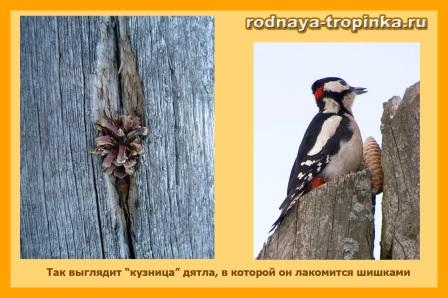 rodnaya-tropinka.ru
Так выглядит "кузница" дятла, в которой он лакомится шишками